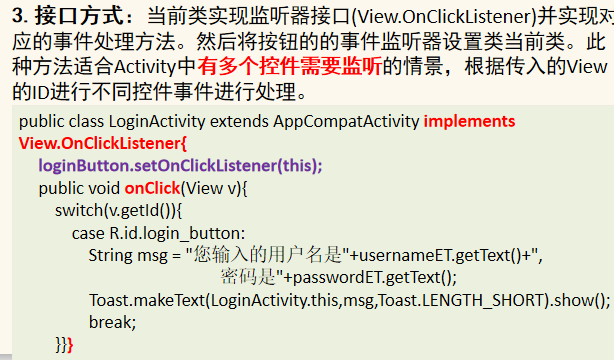 3. 接口方式：当前类实现监听器接口(View.OnClickListener)并实现对
应的事件处理方法。然后将按钮的的事件监听器设置类当前类。此
种方法适合Activity中有多个控件需要监听的情景，根据传入的View
的ID进行不同控件事件进行处理。
public class LoginActivity extends AppCompatActivity implements
View.OnClickListener{
loginButton.setOnClickListener(this);
public void onClick(View v){
switch(v.getId()){
case R.id.login_button:
String msg = "您输入的用户名是"+usernameET.getText()+",
密码是"+passwordET.getText();
Toast.makeText(LoginActivity.this,msg,Toast.LENGTH_SHORT).show();
break;
}}}